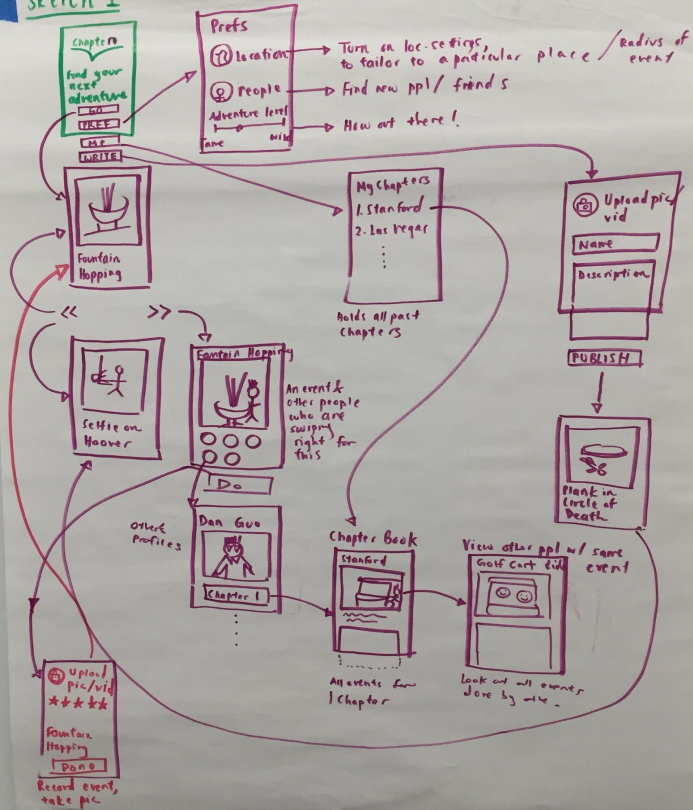 Sketch 1
Chapter
Find your
next
adventure
GO
PREF
ME
WRITE
Prefs
Location
People
Adventure level
Tame
Wild
Turn on loc. settings,
to tailor to a particular place / Radius of
event
Find new ppl / friends
How out there!
Fountain
Hopping
<<
>>
My Chapters
1. Stanford
2. Las Vegas
Holds all past
Chapters
Upload pic/
vid
Name
Description
PUBLISH
Selfie on
Hoover
Fountain Hopping
An event &
other people
who are
swiping
right for
this
Do
Others
Profiles
Dan Guo
Chapter 1
Chapter Book
Stanford
All events for
1 Chapter
View other ppl w/ same
event
Golf Cart
Look at all events
done by
Plank in
Circle of
Death
Upload
pic/vid
★★★★★
Fountain
Hopping
Done
Record event,
take pic